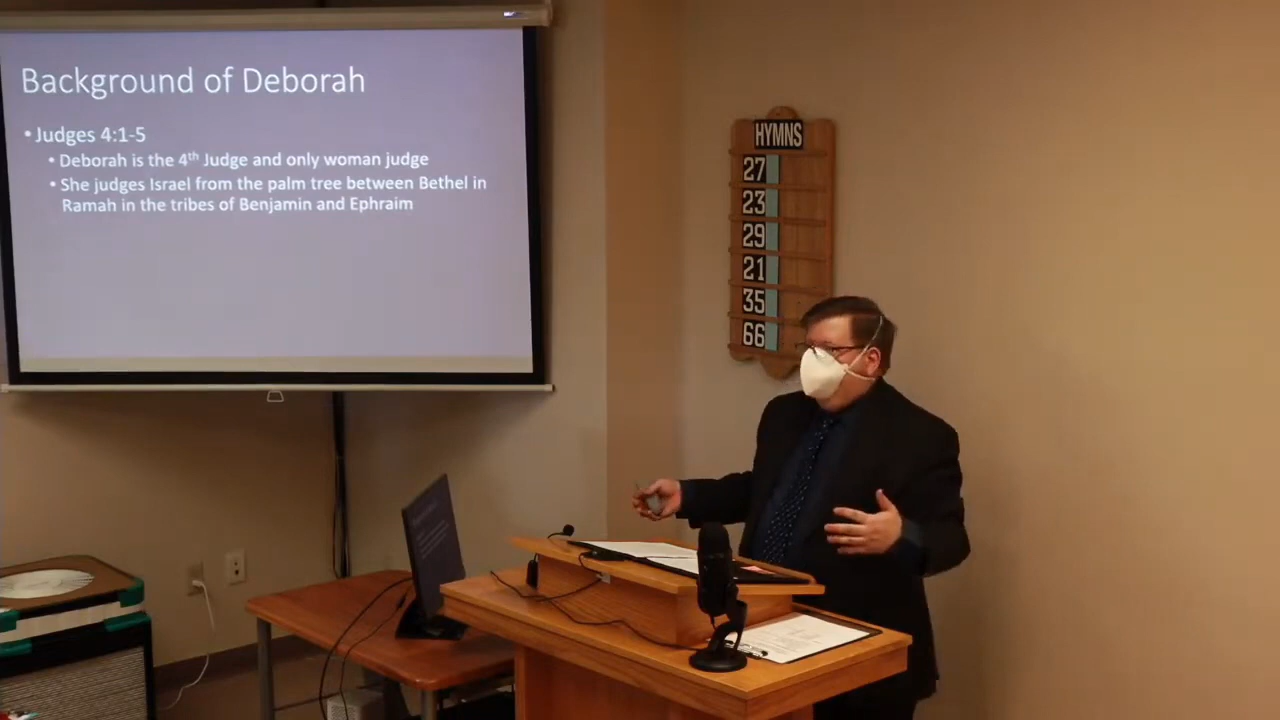 Background of Deborah
• Judges 4:1-5
• Deborah is the 4th Judge and only woman judge
• She judges Israel from the palm tree between Bethel in
Ramah in the tribes of Benjamin and Ephraim
HYMNS
27
23
29
21
35
66